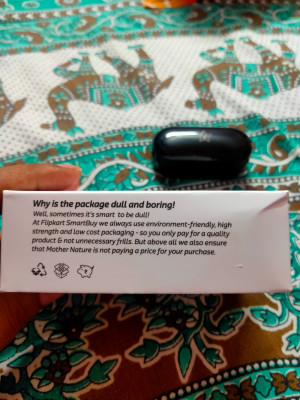 Why is the package dull and boring!
Well, sometimes it's smart to be dull!
At Flipkart SmartBuy we always use environment-friendly, high
strength and low cost packaging - so you only pay for a quality
product & not unnecessary frills. But above all we also ensure
that Mother Nature is not paying a price for your purchase.